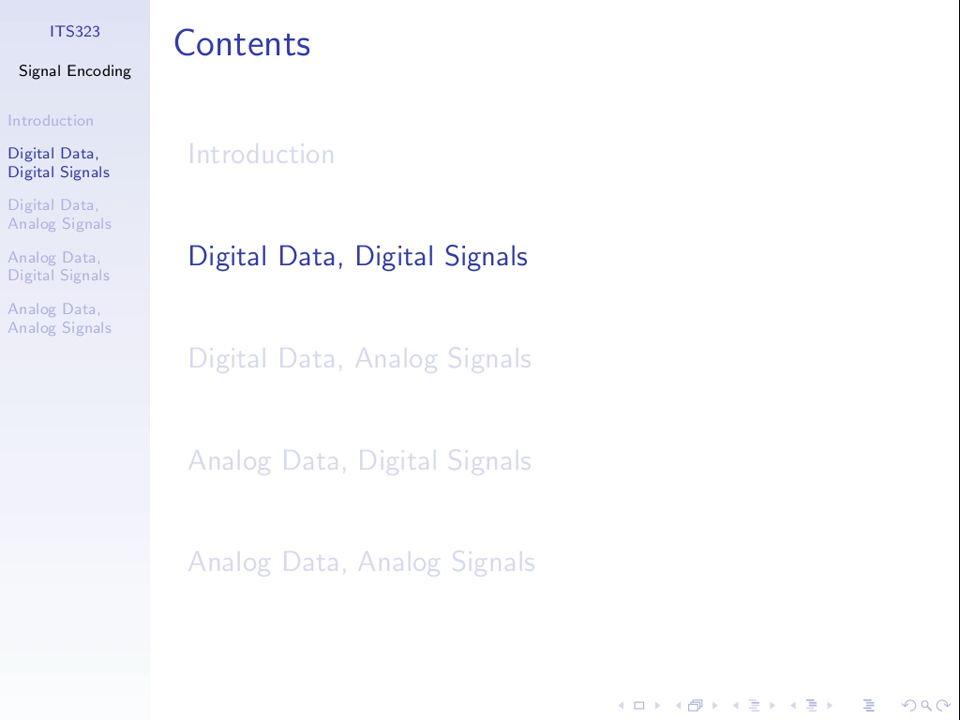 ITS323
Signal Encoding
Introduction
Digital Data,
Digital Signals
Digital Data,
Analog Signals
Analog Data,
Digital Signals
Analog Data,
Analog Signals
Contents
Introduction
Digital Data, Digital Signals
Digital Data, Analog Signals
Analog Data, Digital Signals
Analog Data, Analog Signals